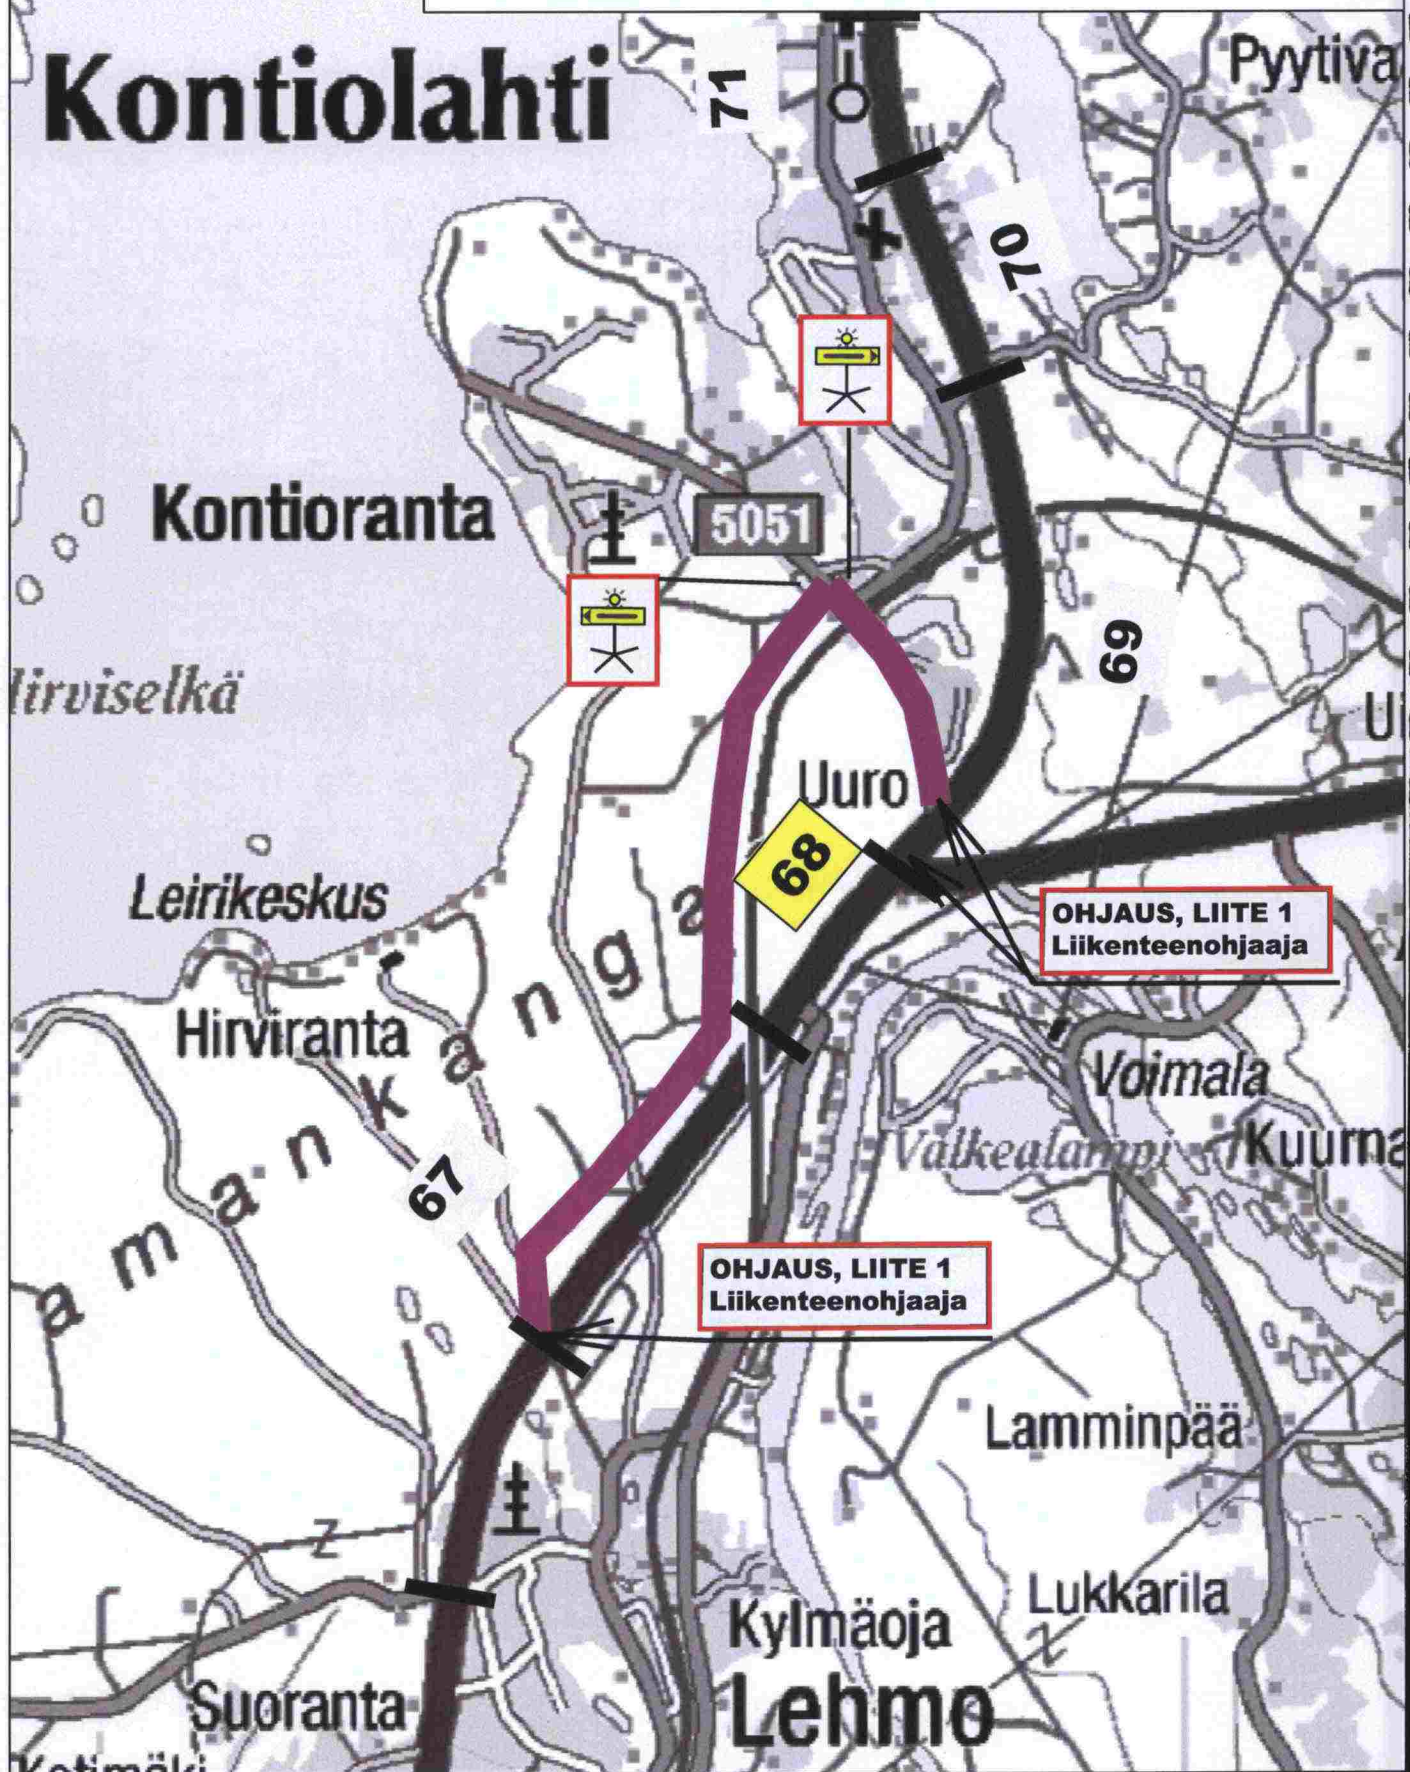 Kontiolahti
71
Pyytiva
70
Kontioranta
5051
69
lirviselkä
Uuro
68
Leirikeskus
OHJAUS, LIITE 1
Liikenteenohjaaja
Hirviranta
Voimala
Valkealampi
Kuurna
a m a n k a n g a
67
OHJAUS, LIITE 1
Liikenteenohjaaja
Lamminpää
Z
Kylmäoja
Lukkarila
Suoranta
Lehmo